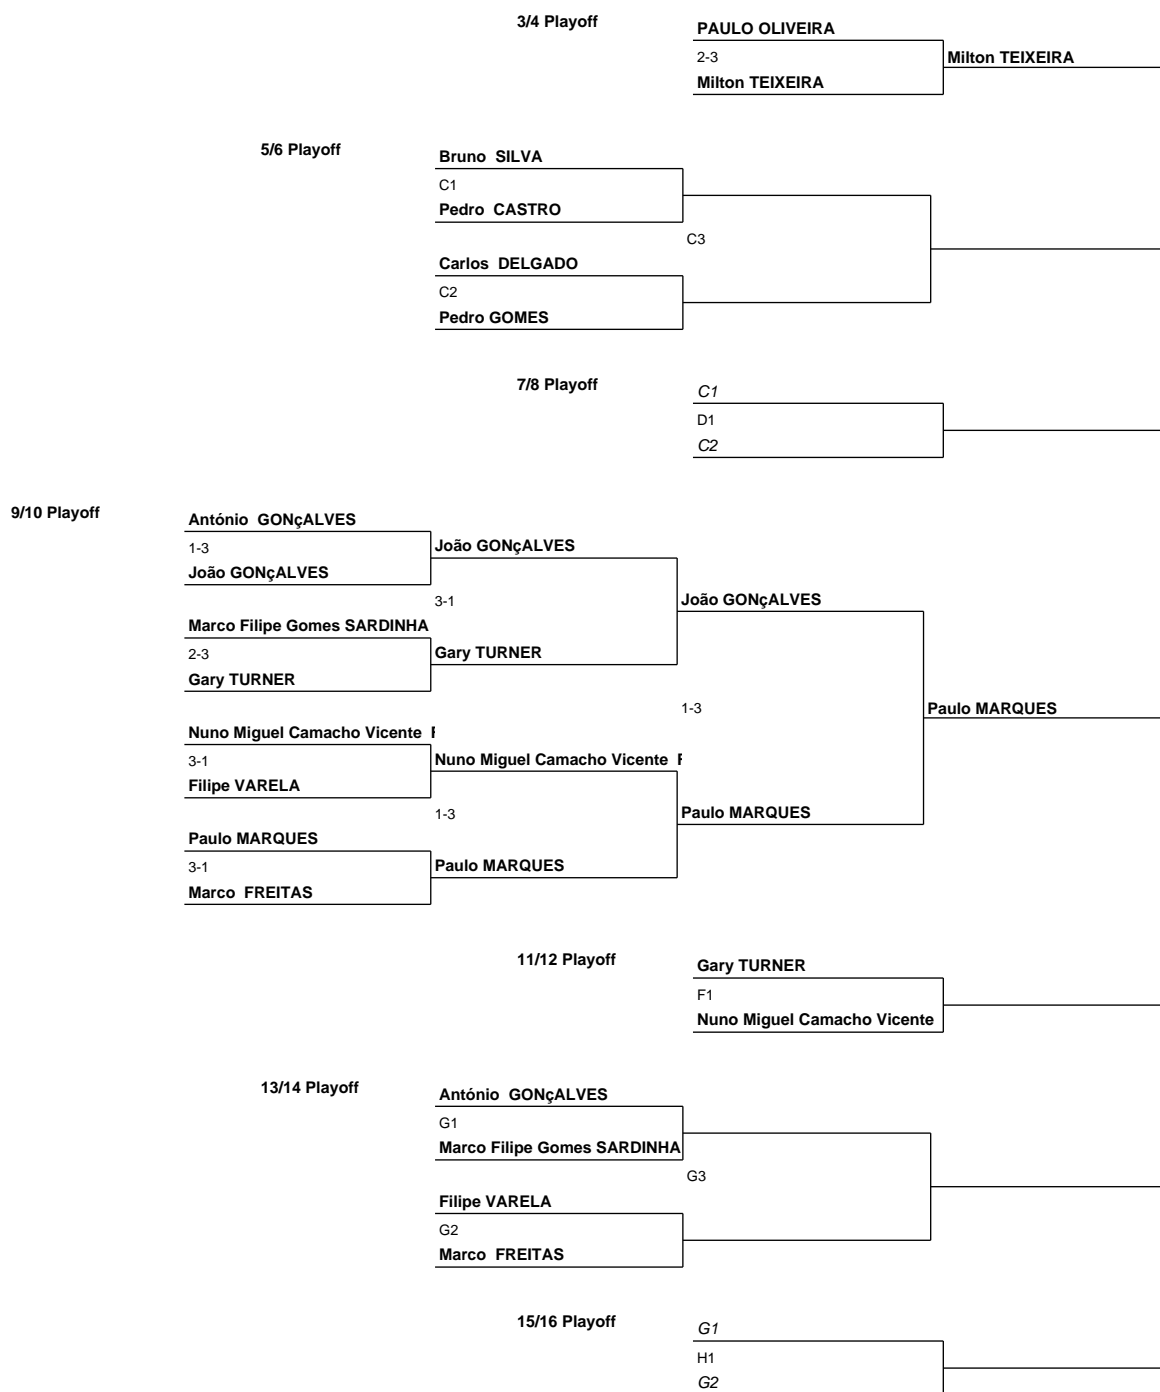 3/4 Playoff
PAULO OLIVEIRA
2-3
Milton TEIXEIRA
Milton TEIXEIRA
5/6 Playoff
Bruno SILVA
C1
Pedro CASTRO
C3
Carlos DELGADO
C2
Pedro GOMES
7/8 Playoff
C1
D1
C2
9/10 Playoff
António GONçALVES
1-3
João GONçALVES
João GONçALVES
3-1
João GONçALVES
Marco Filipe Gomes SARDINHA
2-3
Gary TURNER
Gary TURNER
1-3
Paulo MARQUES
Nuno Miguel Camacho Vicente
3-1
Nuno Miguel Camacho Vicente
Filipe VARELA
1-3
Paulo MARQUES
Paulo MARQUES
3-1
Paulo MARQUES
Marco FREITAS
11/12 Playoff
Gary TURNER
F1
Nuno Miguel Camacho Vicente
13/14 Playoff
António GONçALVES
G1
Marco Filipe Gomes SARDINHA
G3
Filipe VARELA
G2
Marco FREITAS
15/16 Playoff
G1
H1
G2